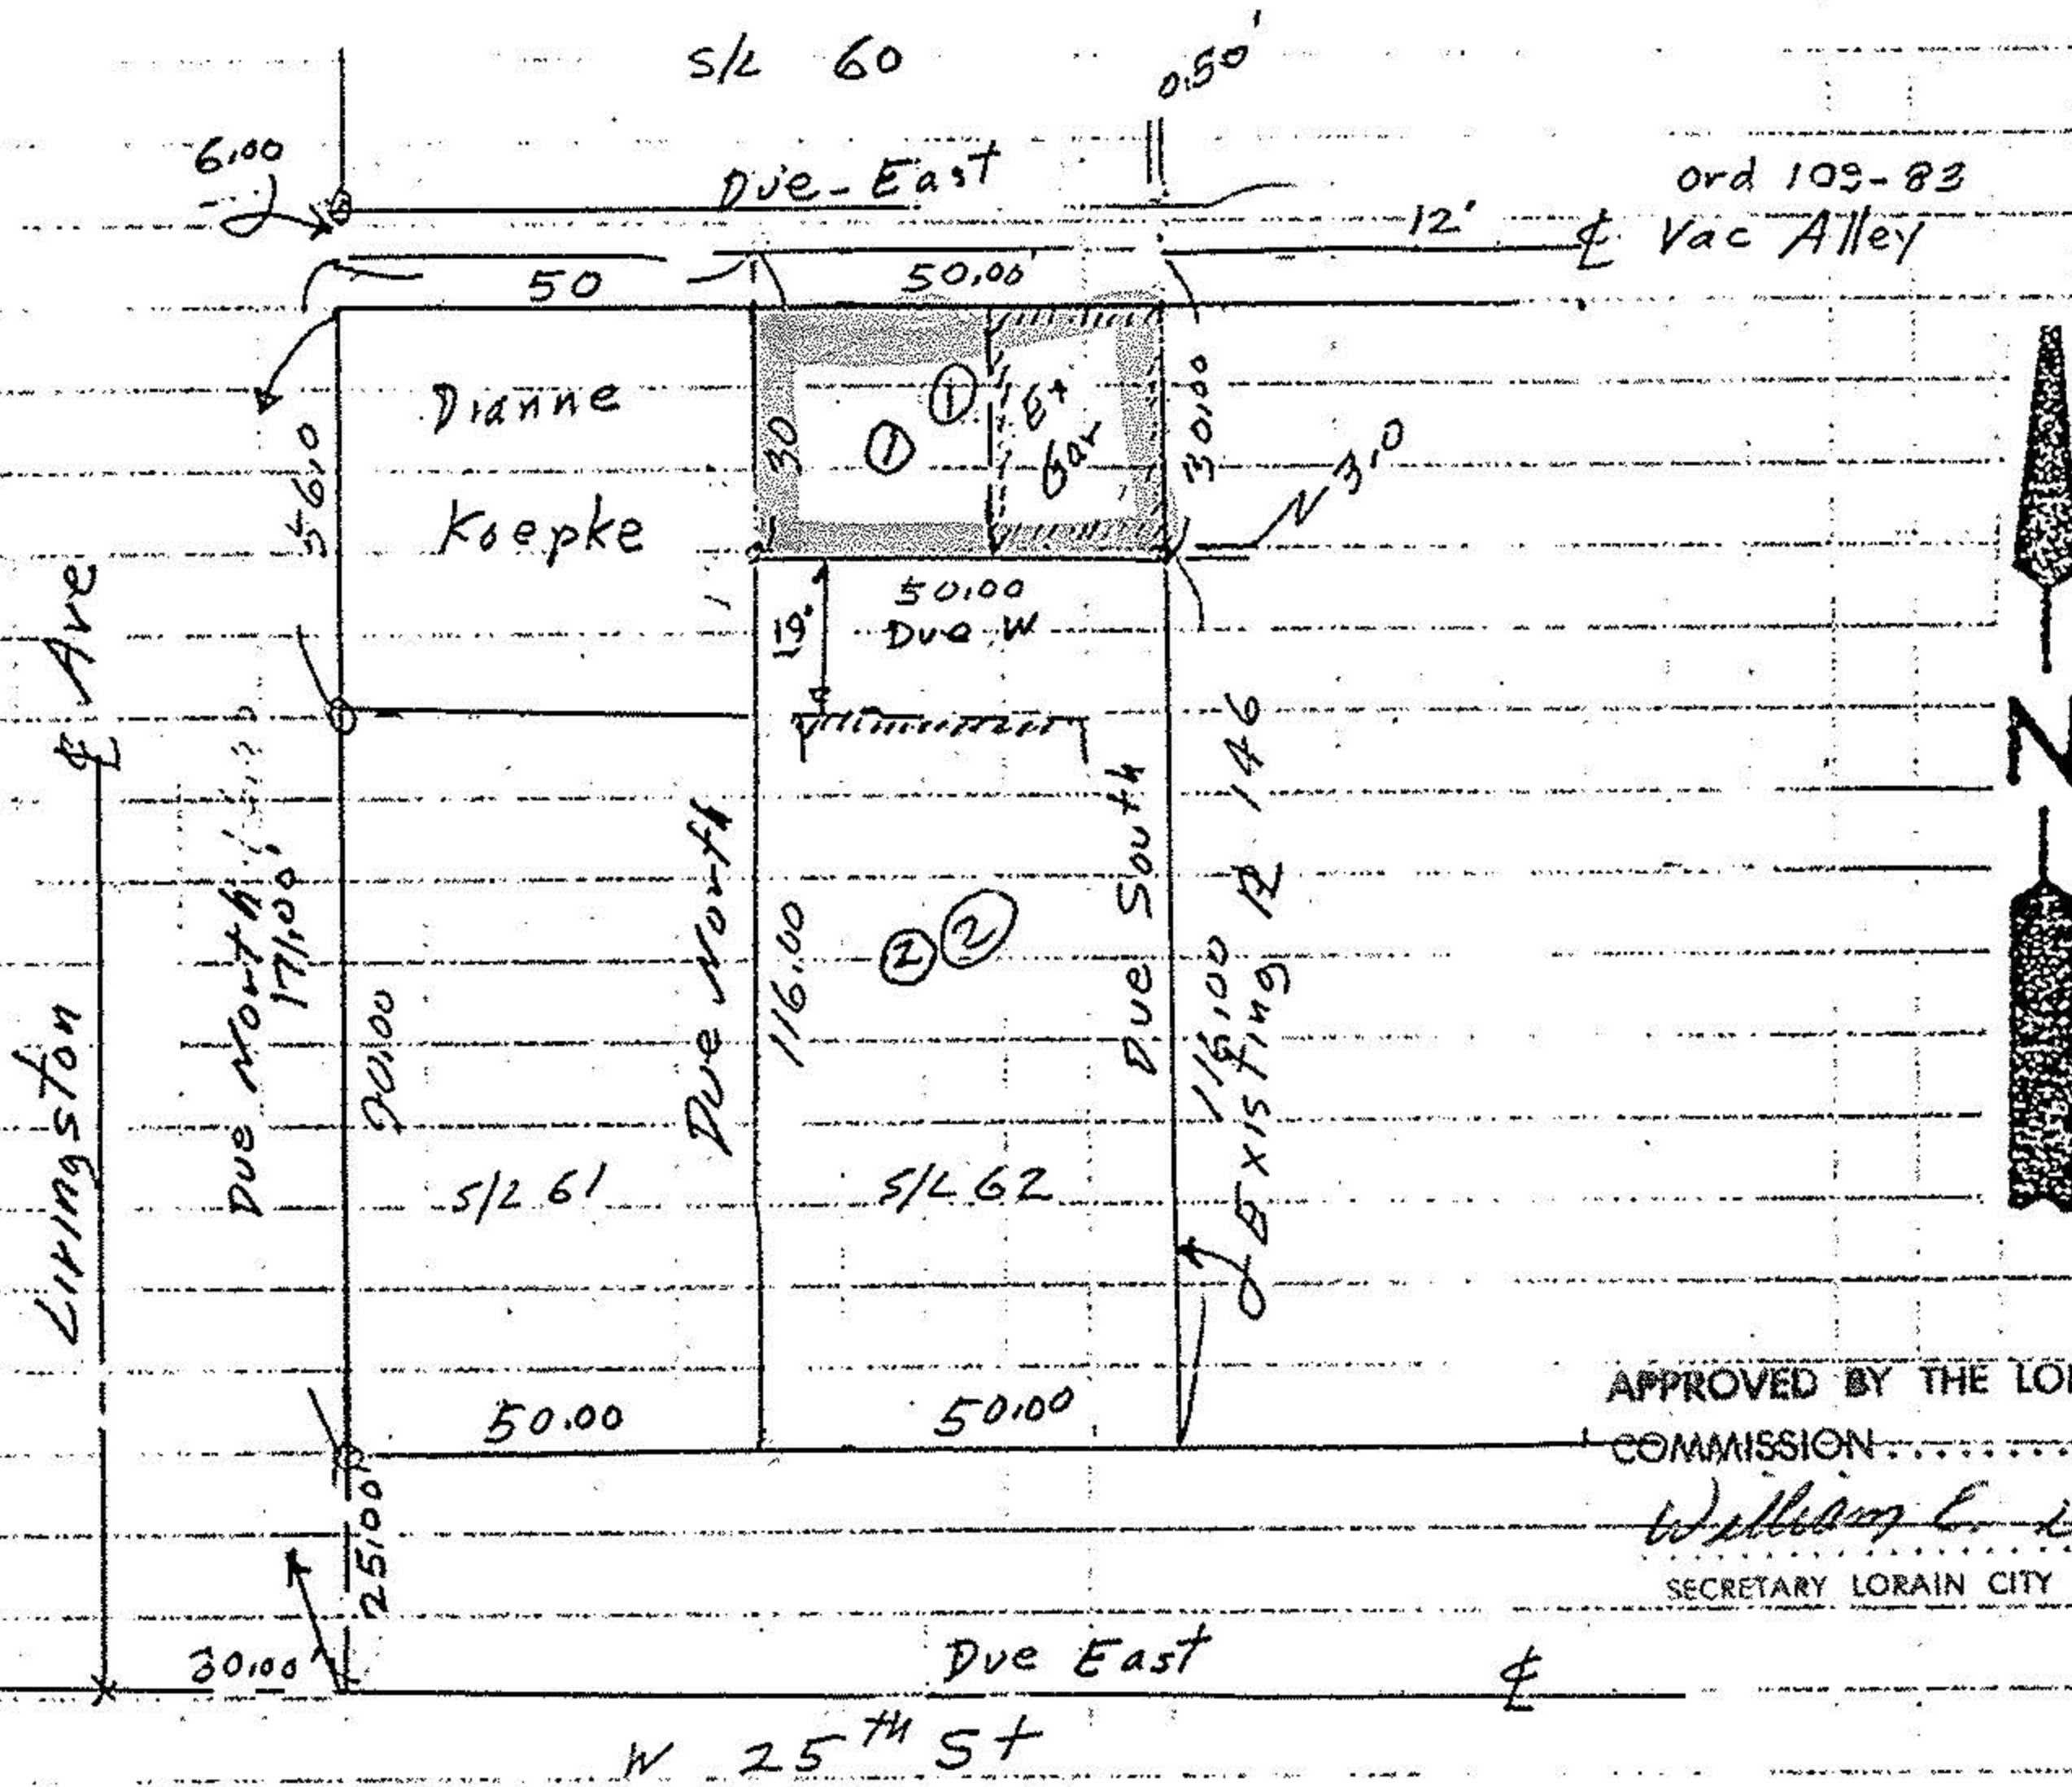 S/L 60
0.50'
6.00
Due-East
Ord 109-83
12'
℄ Vac Alley
50
50.00'
Dianne
Koepke
56.0
30
①
①
Ex
Gar
30.00
N 3.0
50.00
Due W
19'
N
℄ Ave
Livingston
Due North
171.00
90.00
Due North
116.00
②
②
Due South
116.00
Existing ℞ 146
S/L 61
S/L 62
50.00
50.00
25.00
30.00
APPROVED BY THE LO
COMMISSION
William E.
SECRETARY LORAIN CITY
Due East
℄
W 25th St